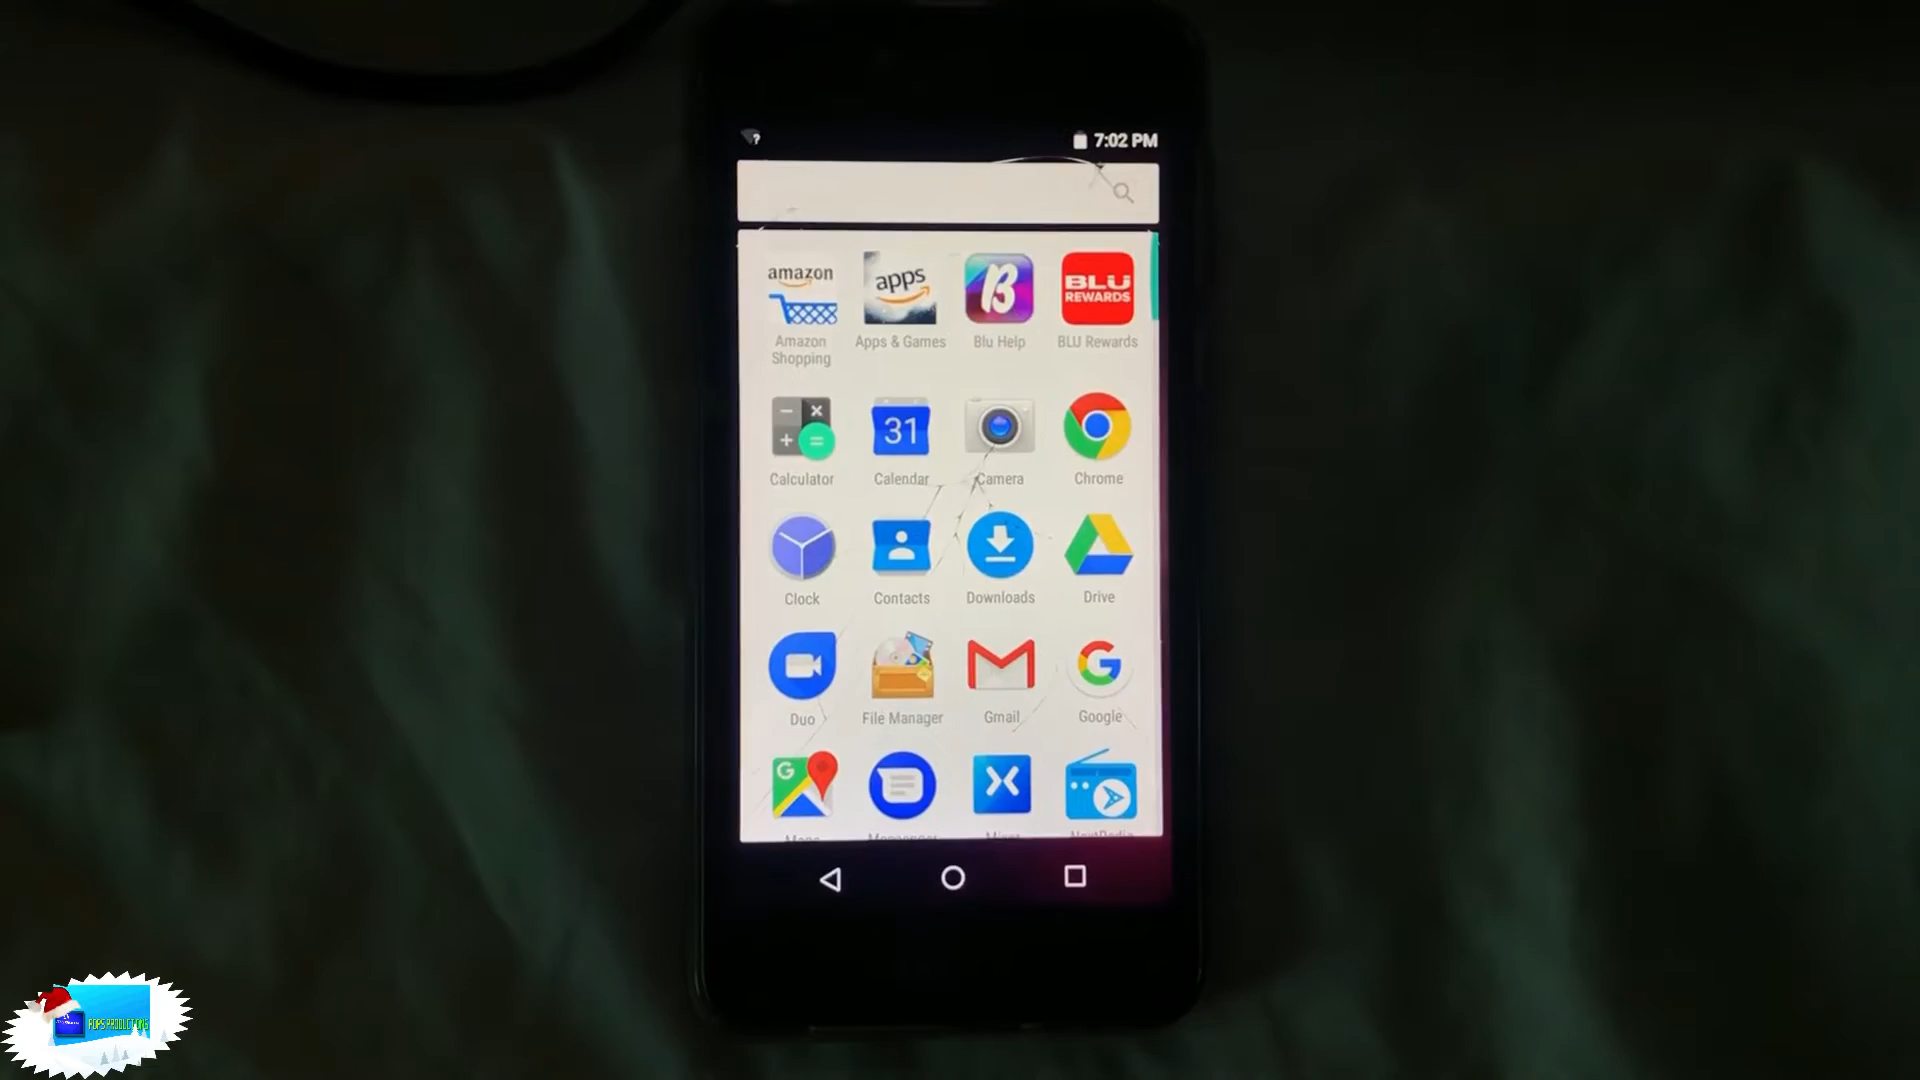 7:02 PM
amazon
apps
BLU
REWARDS
Amazon
Shopping
Apps & Games
Blu Help
BLU Rewards
31
Calculator
Calendar
Camera
Chrome
Clock
Contacts
Downloads
Drive
Duo
File Manager
Gmail
Google